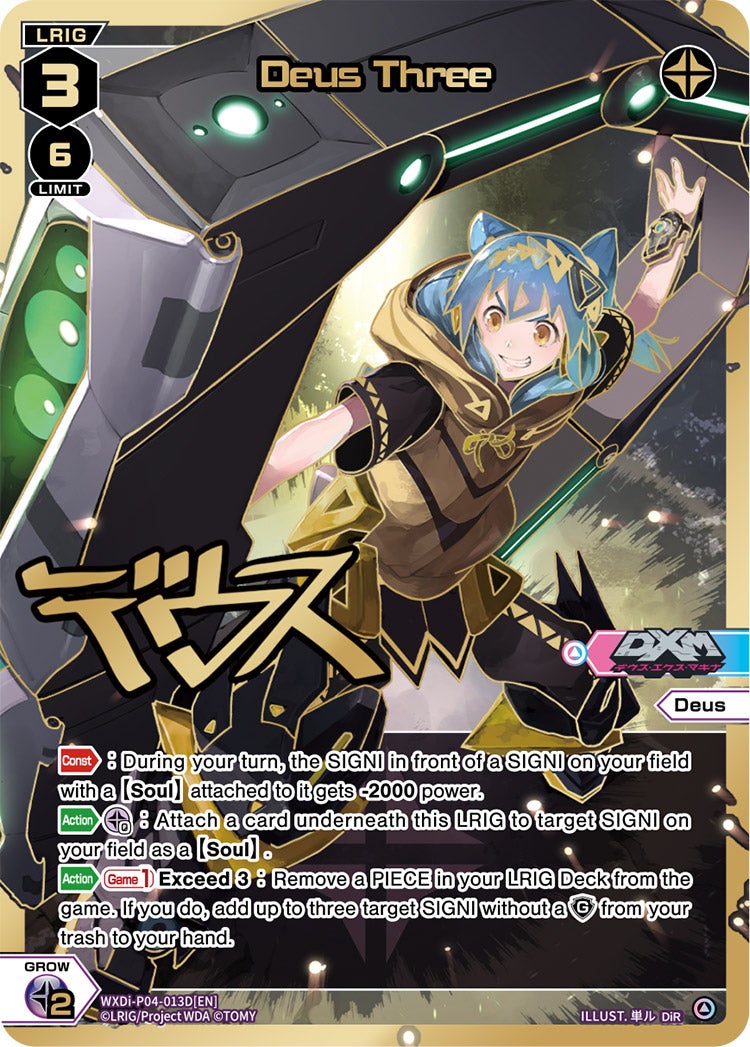 LRIG
Deus Three
3
6
LIMIT
デウス
DXM
デウス・エクス・マキナ
Deus
Const : During your turn, the SIGNI in front of a SIGNI on your field
with a 【Soul】 attached to it gets -2000 power.
Action 0 : Attach a card underneath this LRIG to target SIGNI on
your field as a 【Soul】.
Action Game 1 Exceed 3 : Remove a PIECE in your LRIG Deck from the
game. If you do, add up to three target SIGNI without a G from your
trash to your hand.
GROW
2
WXDi-P04-013D[EN]
©LRIG/Project WDA ©TOMY
ILLUST. 単ル DiR